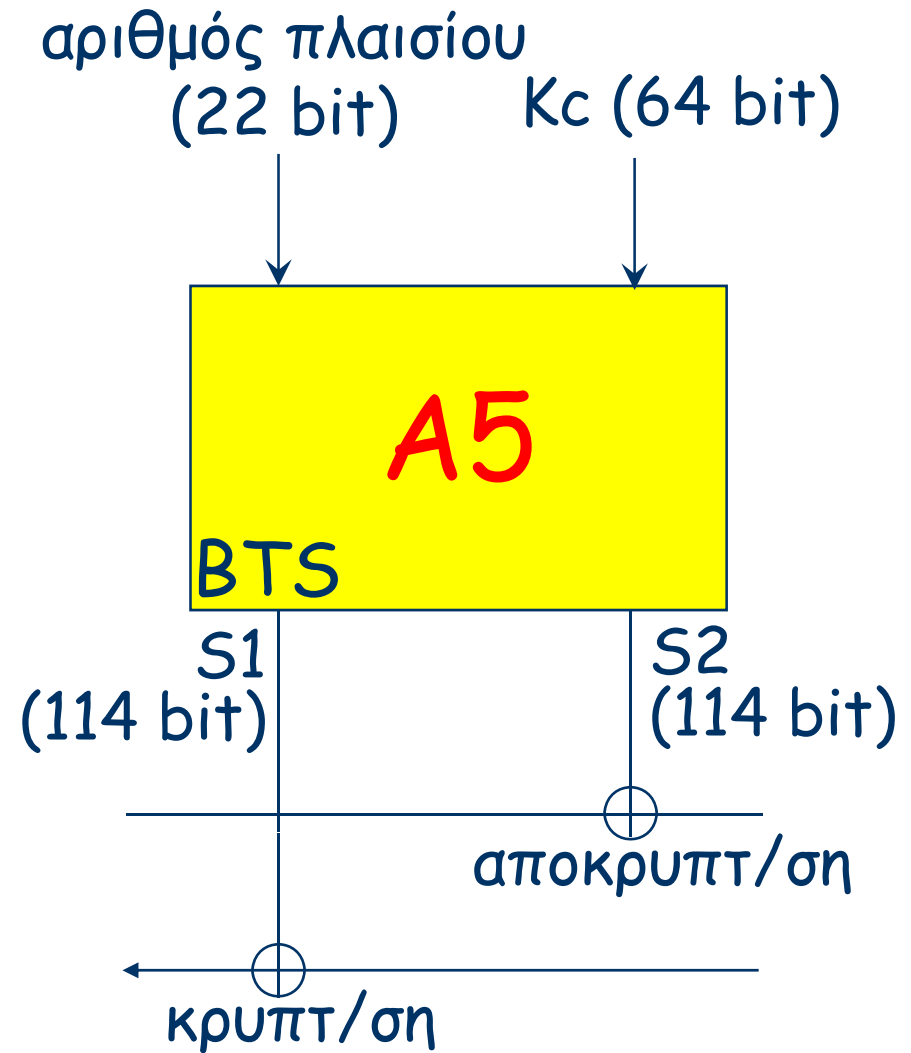 αριθμός πλαισίου
(22 bit)
Kc (64 bit)
A5
BTS
S1
(114 bit)
S2
(114 bit)
αποκρυπτ/ση
κρυπτ/ση